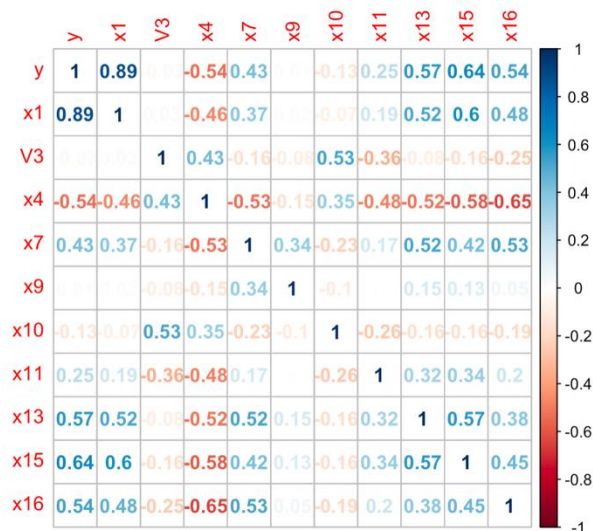 y x1 V3 x4 x7 x9 x10 x11 x13 x15 x16
y 1 0.89 -0.54 0.43 -0.13 0.25 0.57 0.64 0.54
x1 0.89 1 -0.46 0.37 -0.07 0.19 0.52 0.6 0.48
V3 1 0.43 -0.16 -0.08 0.53 -0.36 -0.08 -0.16 -0.25
x4 -0.54 -0.46 0.43 1 -0.53 -0.15 0.35 -0.48 -0.52 -0.58 -0.65
x7 0.43 0.37 -0.16 -0.53 1 0.34 -0.23 0.17 0.52 0.42 0.53
x9 -0.08 -0.15 0.34 1 -0.1 0.15 0.13 0.05
x10 -0.13 -0.07 0.53 0.35 -0.23 -0.1 1 -0.26 -0.16 -0.16 -0.19
x11 0.25 0.19 -0.36 -0.48 0.17 -0.26 1 0.32 0.34 0.2
x13 0.57 0.52 -0.08 -0.52 0.52 0.15 -0.16 0.32 1 0.57 0.38
x15 0.64 0.6 -0.16 -0.58 0.42 0.13 -0.16 0.34 0.57 1 0.45
x16 0.54 0.48 -0.25 -0.65 0.53 0.05 -0.19 0.2 0.38 0.45 1
1
0.8
0.6
0.4
0.2
0
-0.2
-0.4
-0.6
-0.8
-1